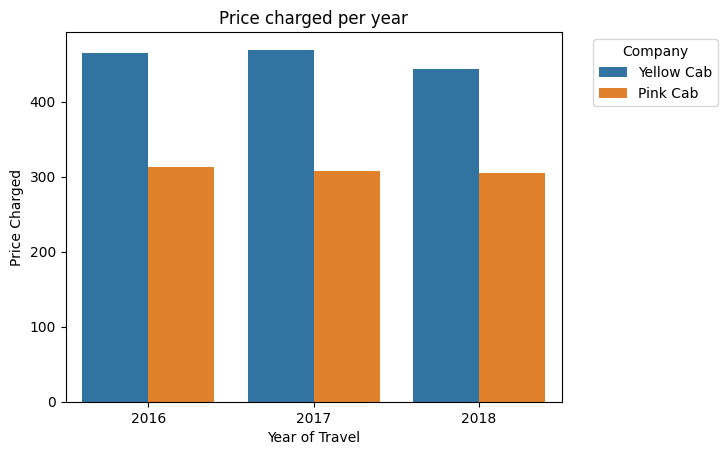 Price charged per year
Company
Yellow Cab
Pink Cab
Price Charged
400
300
200
100
0
2016
2017
2018
Year of Travel